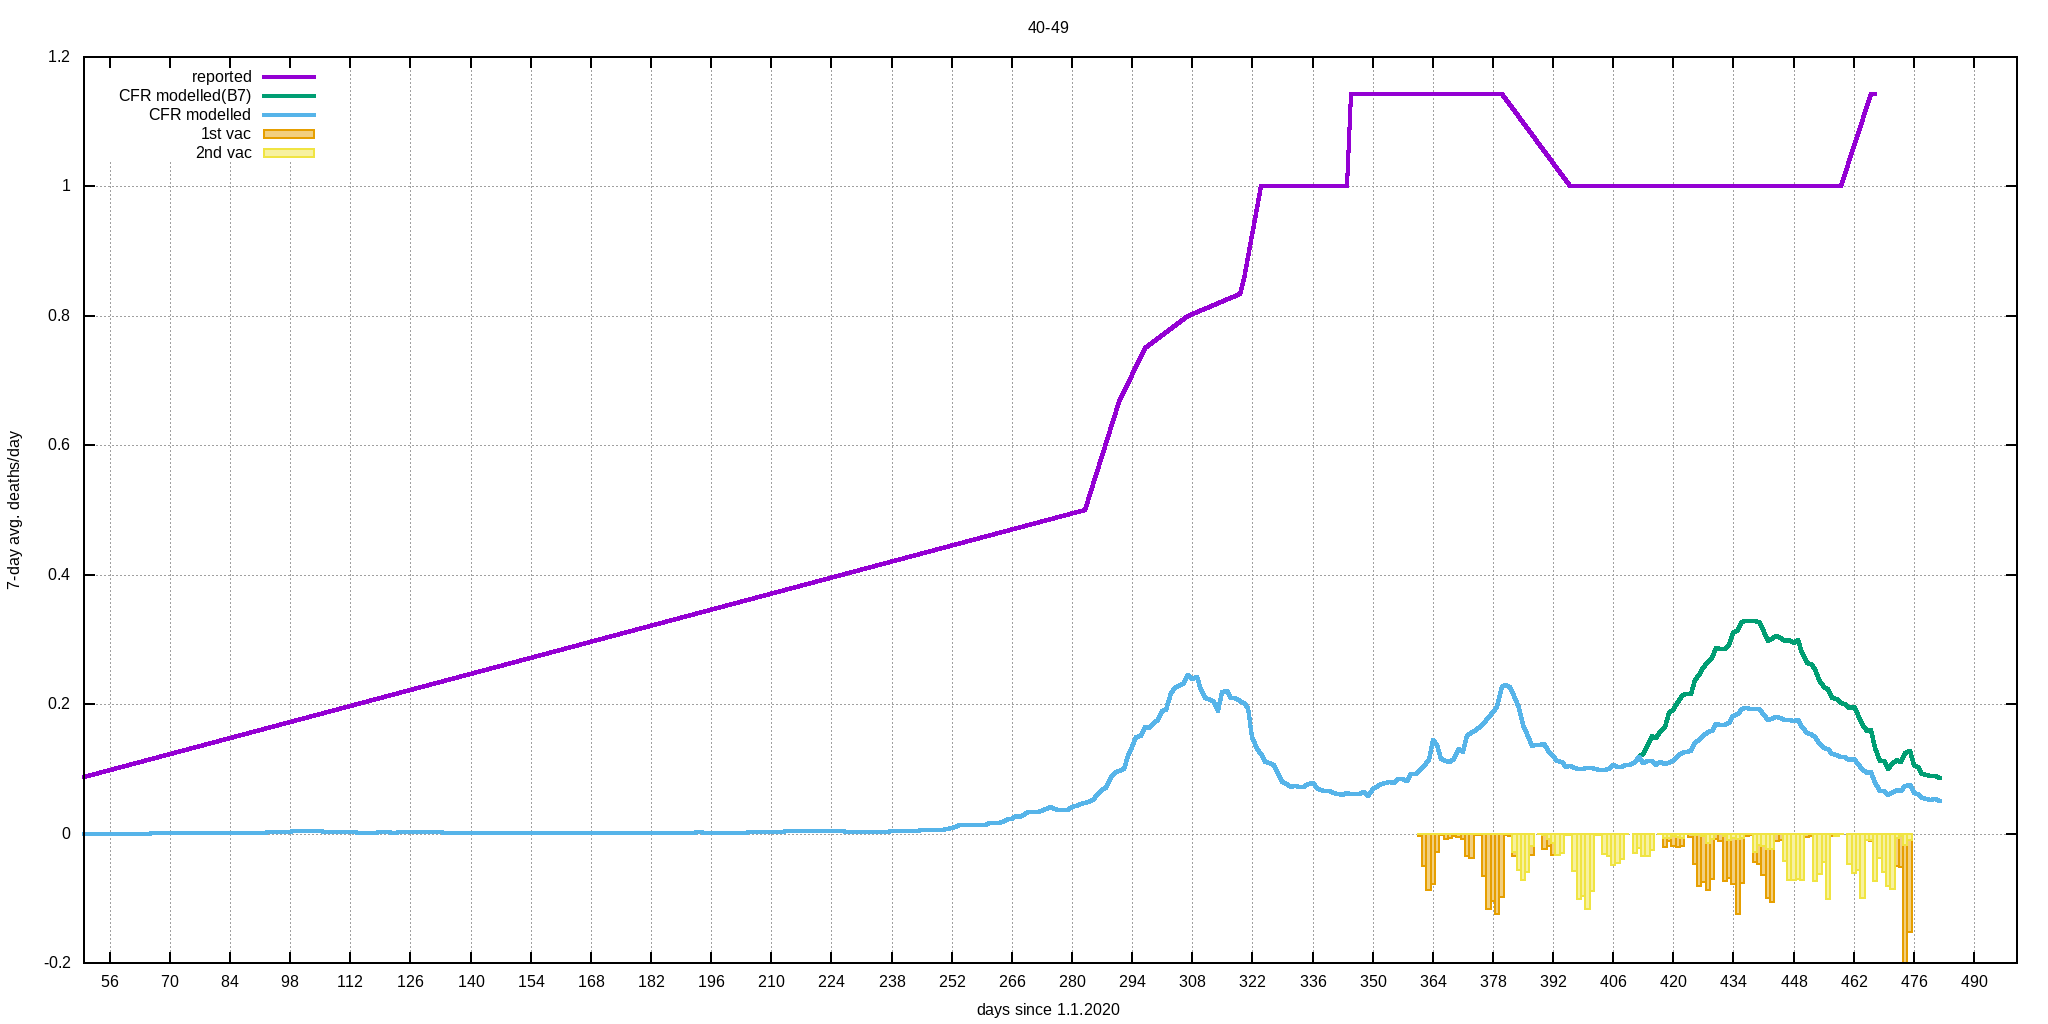 40-49
1.2
1
0.8
0.6
0.4
0.2
0
-0.2
7-day avg. deaths/day
reported
CFR modelled(B7)
CFR modelled
1st vac
2nd vac
56 70 84 98 112 126 140 154 168 182 196 210 224 238 252 266 280 294 308 322 336 350 364 378 392 406 420 434 448 462 476 490
days since 1.1.2020